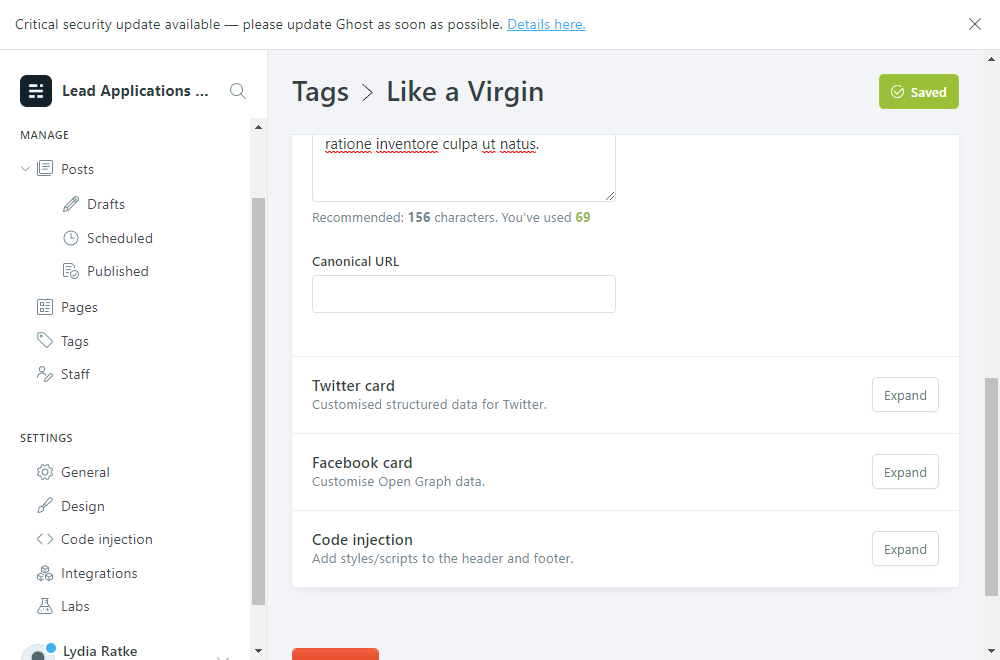 Critical security update available — please update Ghost as soon as possible. Details here.
Lead Applications ...
MANAGE
Posts
Drafts
Scheduled
Published
Pages
Tags
Staff
SETTINGS
General
Design
Code injection
Integrations
Labs
Lydia Ratke
Tags > Like a Virgin
Saved
ratione inventore culpa ut natus.
Recommended: 156 characters. You've used 69
Canonical URL
Twitter card
Customised structured data for Twitter.
Expand
Facebook card
Customise Open Graph data.
Expand
Code injection
Add styles/scripts to the header and footer.
Expand